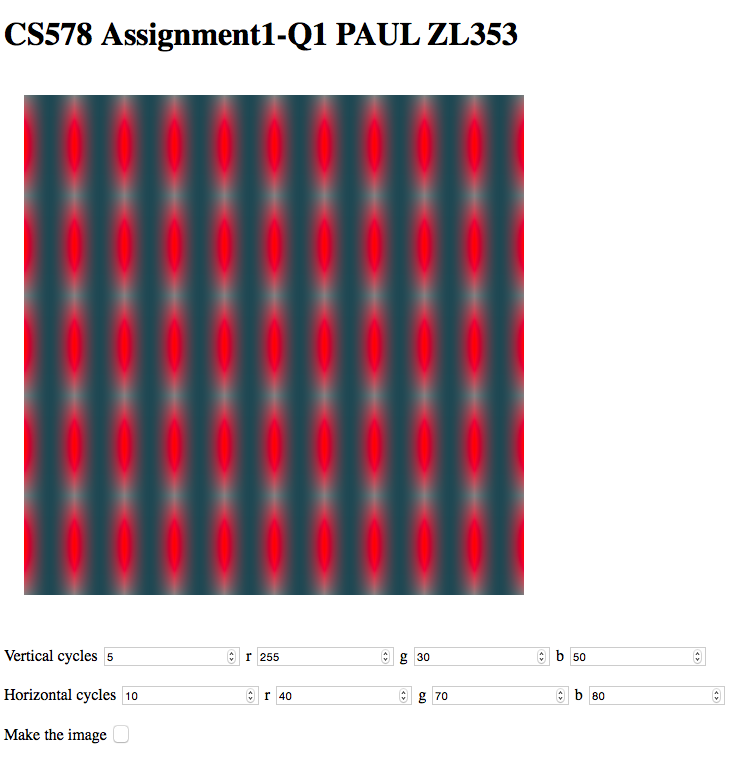 CS578 Assignment1-Q1 PAUL ZL353
Vertical cycles 5 r 255 g 30 b 50
Horizontal cycles 10 r 40 g 70 b 80
Make the image